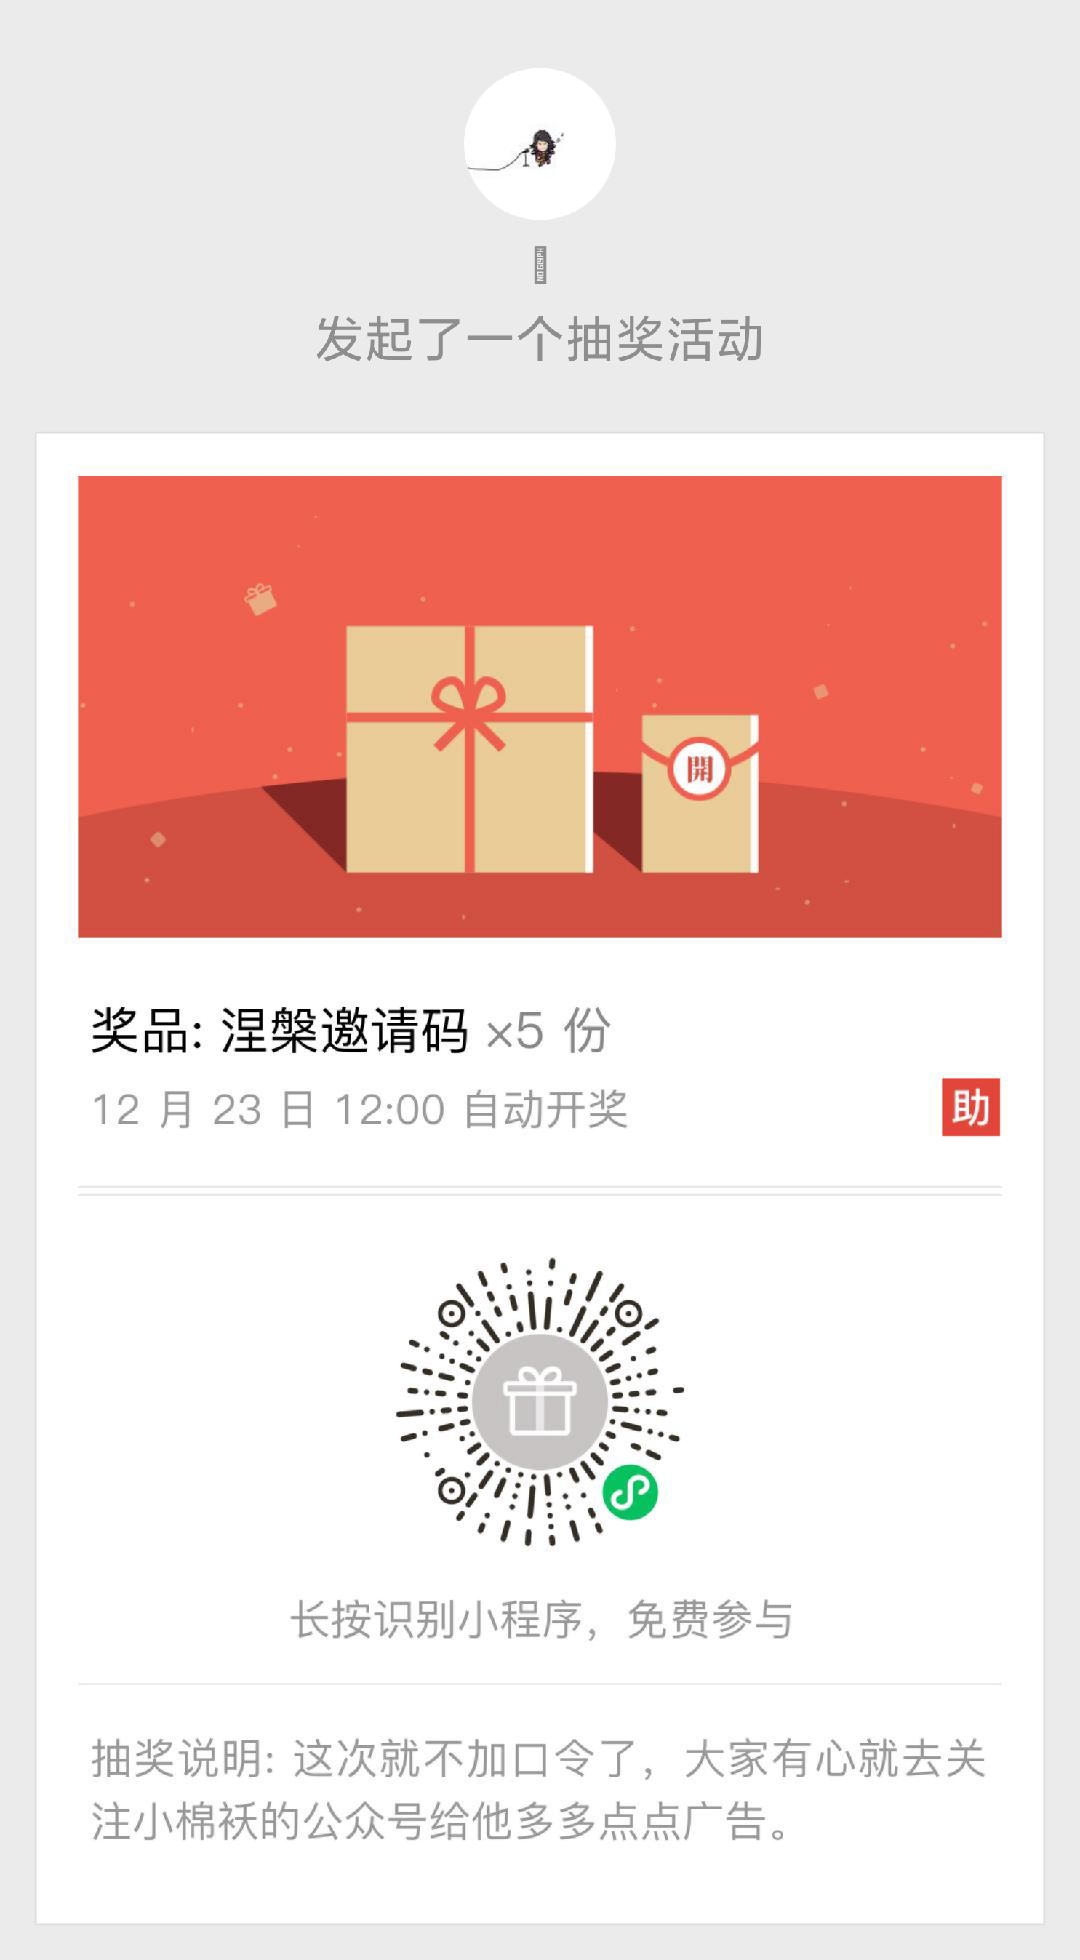 发起了一个抽奖活动
開
奖品: 涅槃邀请码 ×5 份
12 月 23 日 12:00 自动开奖
助
长按识别小程序，免费参与
抽奖说明: 这次就不加口令了，大家有心就去关
注小棉袄的公众号给他多多点点广告。